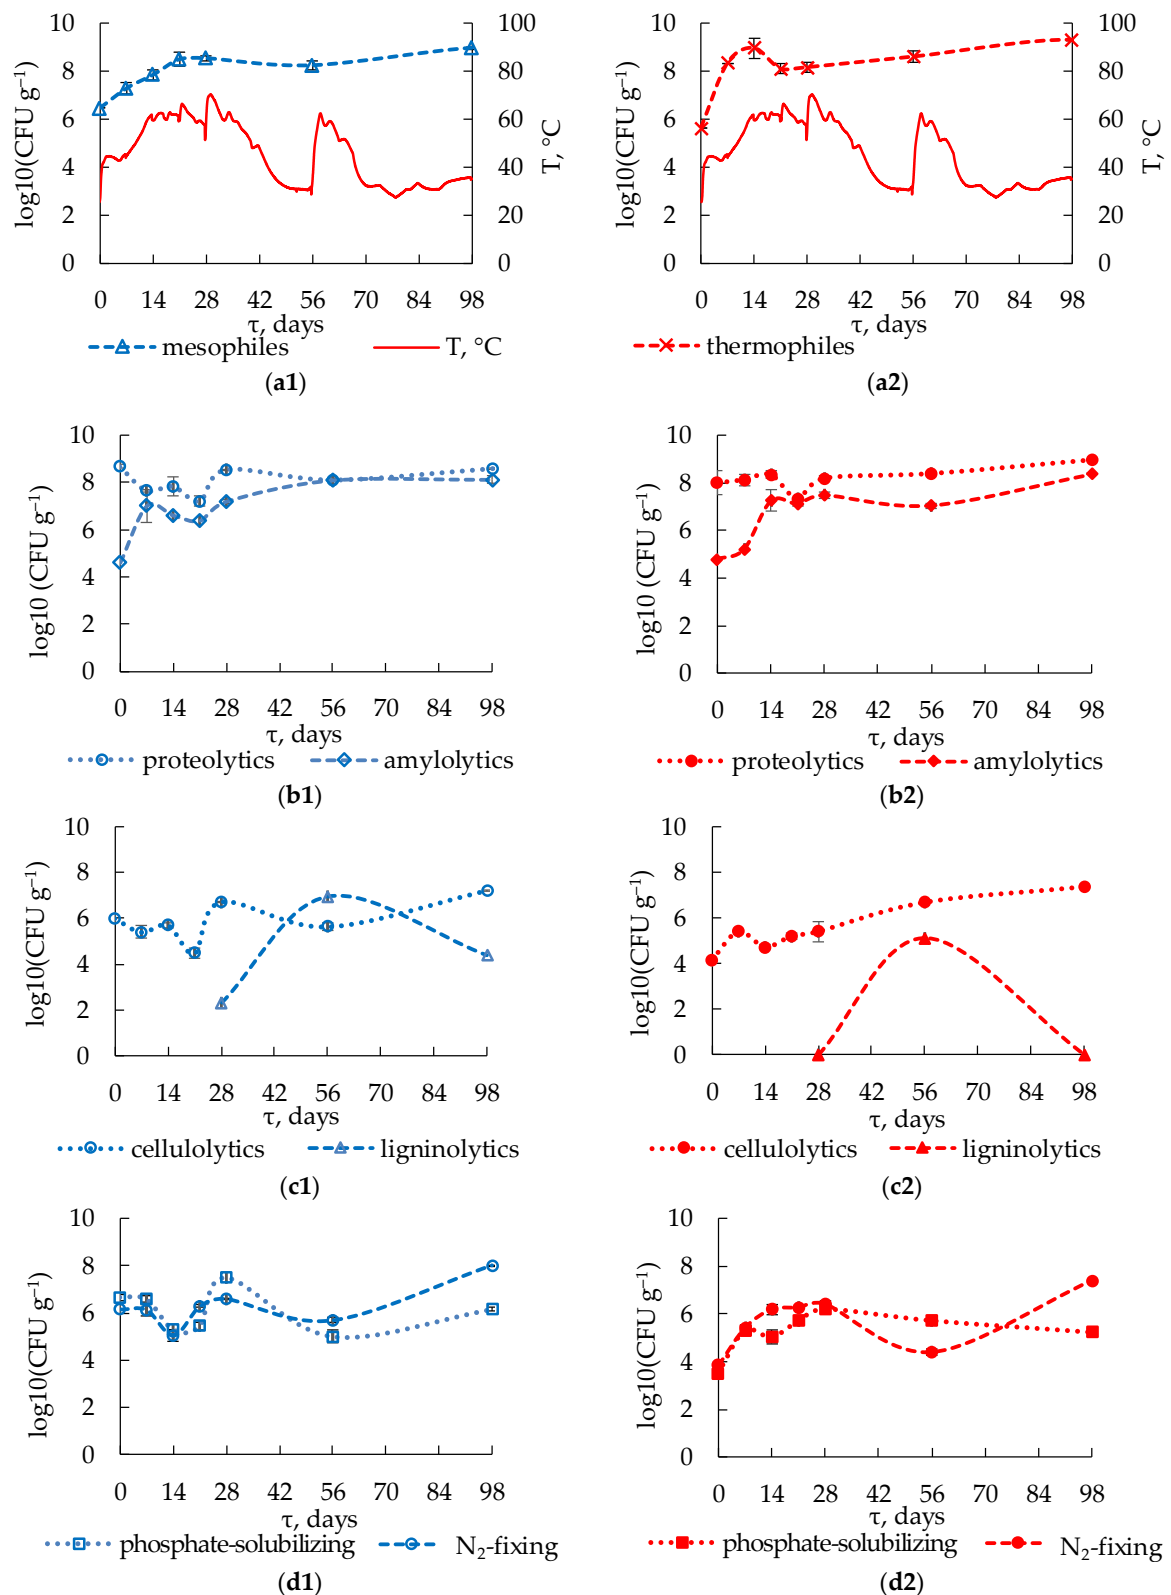 log10(CFU g⁻¹)
10
8
6
4
2
0
100
80
60
40
20
0
T, °C
0 14 28 42 56 70 84 98
τ, days
mesophiles T, °C
(a1)
log10(CFU g⁻¹)
10
8
6
4
2
0
100
80
60
40
20
0
T, °C
0 14 28 42 56 70 84 98
τ, days
thermophiles
(a2)
log10 (CFU g⁻¹)
10
8
6
4
2
0
0 14 28 42 56 70 84 98
τ, days
proteolytics amylolytics
(b1)
log10 (CFU g⁻¹)
10
8
6
4
2
0
0 14 28 42 56 70 84 98
τ, days
proteolytics amylolytics
(b2)
log10(CFU g⁻¹)
10
8
6
4
2
0
0 14 28 42 56 70 84 98
τ, days
cellulolytics ligninolytics
(c1)
log10(CFU g⁻¹)
10
8
6
4
2
0
0 14 28 42 56 70 84 98
τ, days
cellulolytics ligninolytics
(c2)
log10(CFU g⁻¹)
10
8
6
4
2
0
0 14 28 42 56 70 84 98
τ, days
phosphate-solubilizing N₂-fixing
(d1)
log10(CFU g⁻¹)
10
8
6
4
2
0
0 14 28 42 56 70 84 98
τ, days
phosphate-solubilizing N₂-fixing
(d2)